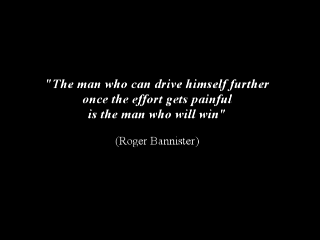 "The man who can drive himself further
once the effort gets painful
is the man who will win"
(Roger Bannister)